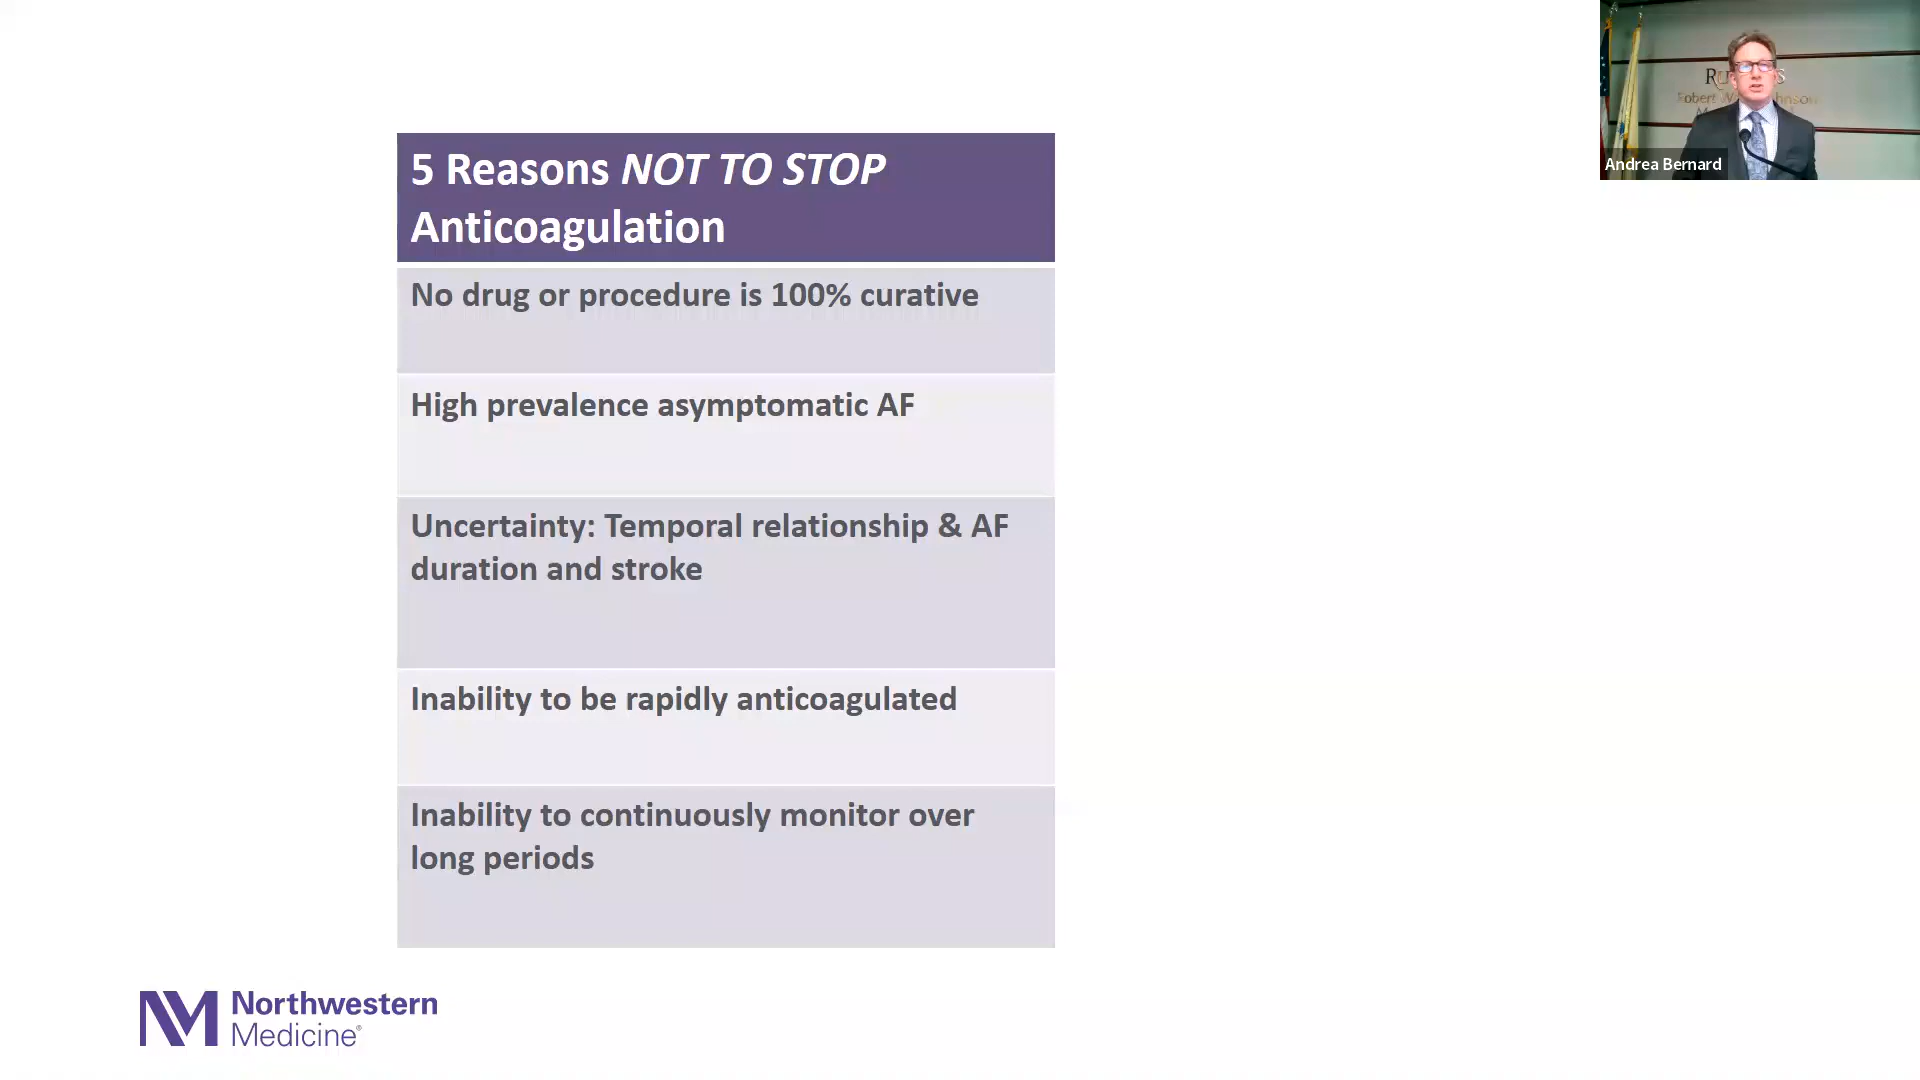 5 Reasons NOT TO STOP
Anticoagulation
No drug or procedure is 100% curative
High prevalence asymptomatic AF
Uncertainty: Temporal relationship & AF
duration and stroke
Inability to be rapidly anticoagulated
Inability to continuously monitor over
long periods
NM Northwestern
Medicine®
Andrea Bernard